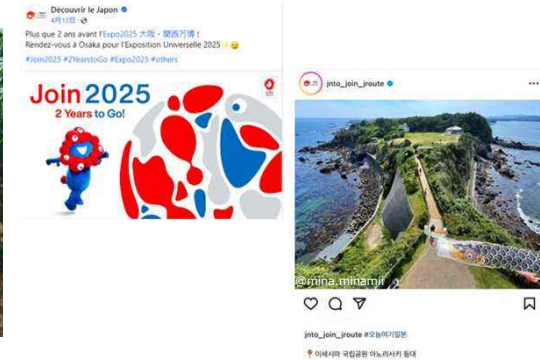 Découvrir le Japon
4月13日
Plus que 2 ans avant l'Expo2025 大阪・関西万博 !
Rendez-vous à Osaka pour l'Exposition Universelle 2025
#Join2025 #2YearstoGo #Expo2025 #others
Join2025
2 Years to Go!
jnto_join_jroute
@mina.minamii
jnto_join_jroute #오늘여기일본
이세시마 국립공원 아노리사키 등대